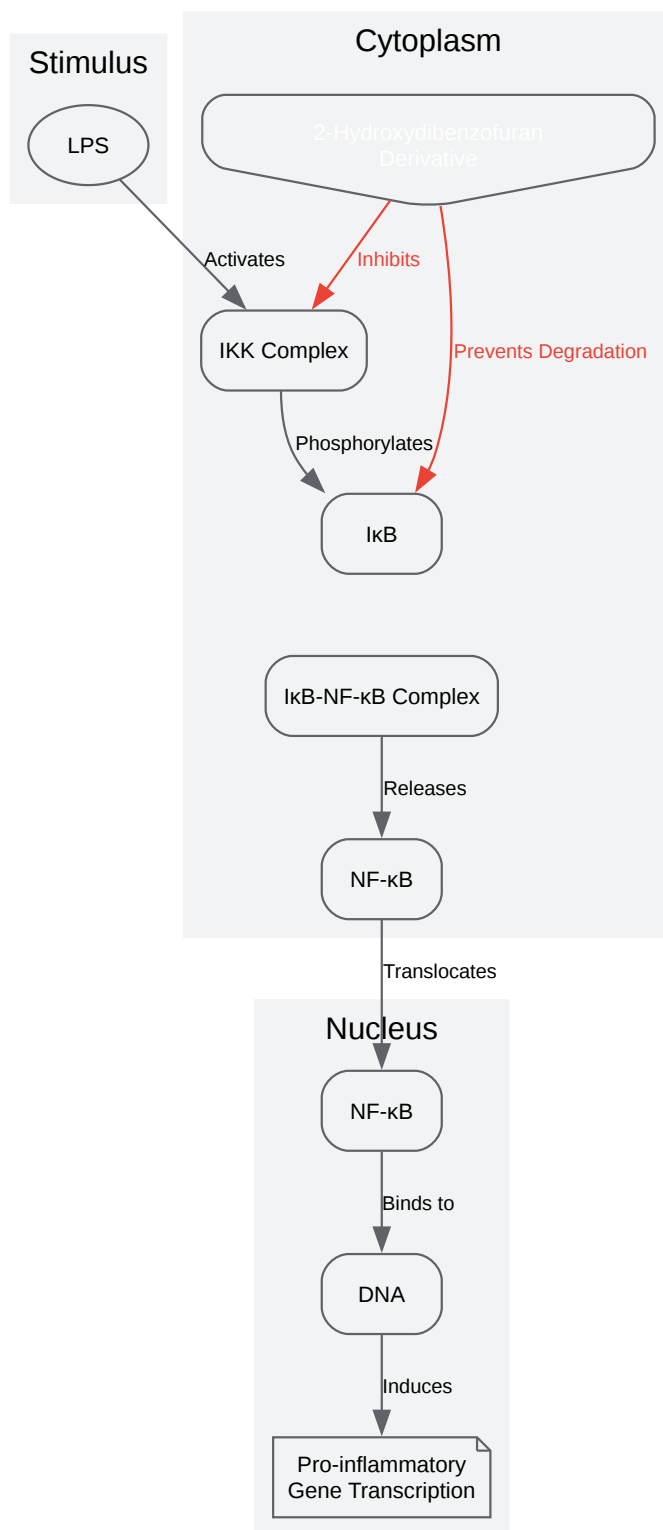 Stimulus
Cytoplasm
LPS
2-Hydroxydibenzofuran
Derivative
Activates
Inhibits
IKK Complex
Prevents Degradation
Phosphorylates
IκB
IκB-NF-κB Complex
Releases
NF-κB
Translocates
Nucleus
NF-κB
Binds to
DNA
Induces
Pro-inflammatory
Gene Transcription